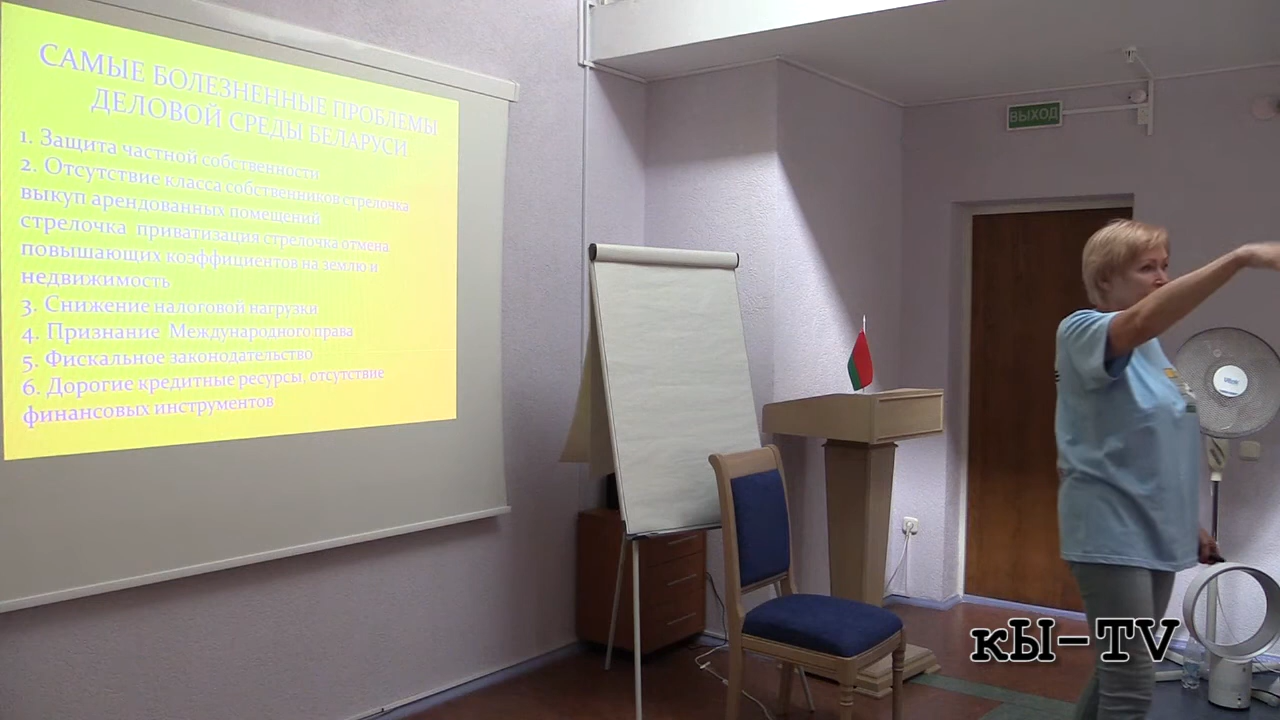 САМЫЕ БОЛЕЗНЕННЫЕ ПРОБЛЕМЫ
ДЕЛОВОЙ СРЕДЫ БЕЛАРУСИ
1. Защита частной собственности
2. Отсутствие класса собственников стрелочка
выкуп арендованных помещений
стрелочка приватизация стрелочка отмена
повышающих коэффициентов на землю и
недвижимость
3. Снижение налоговой нагрузки
4. Признание Международного права
5. Фискальное законодательство
6. Дорогие кредитные ресурсы, отсутствие
финансовых инструментов
ВЫХОД
кЫ-TV